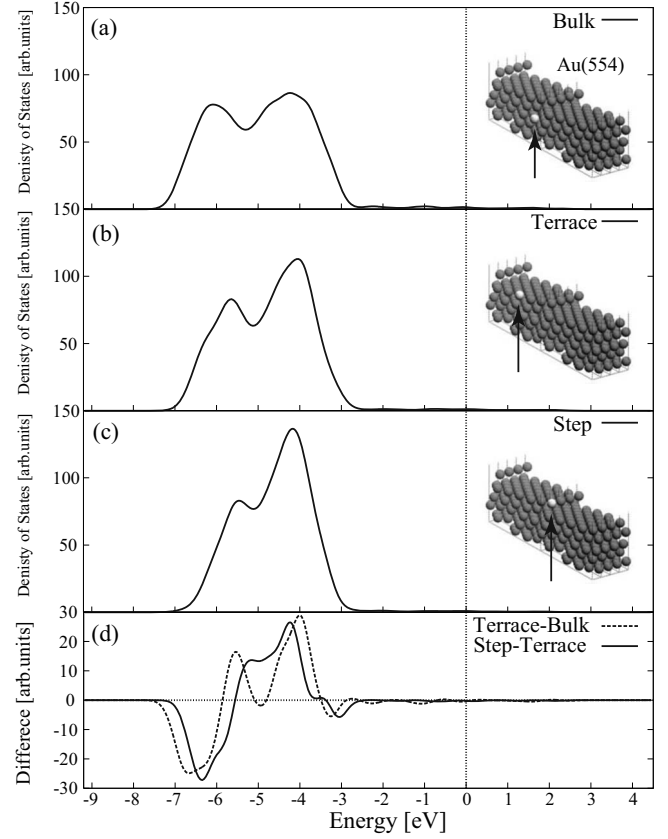 150
(a)
Bulk
Au(554)
100
50
Denisty of States [arb.units]
150
(b)
Terrace
100
50
Denisty of States [arb.units]
150
(c)
Step
100
50
Denisty of States [arb.units]
30
(d)
Terrace-Bulk
Step-Terrace
20
10
0
-10
-20
-30
Differece [arb.units]
-9 -8 -7 -6 -5 -4 -3 -2 -1 0 1 2 3 4
Energy [eV]